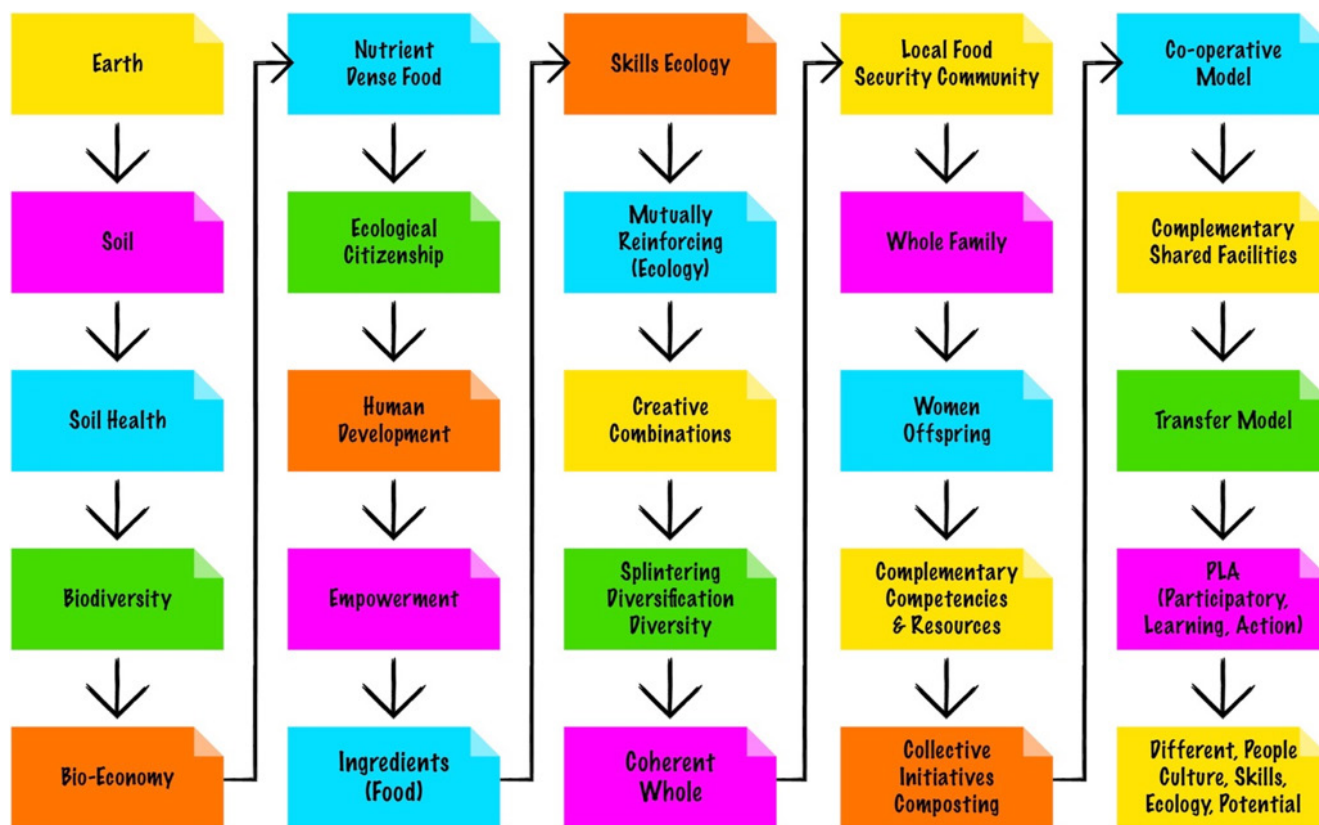 Earth
Soil
Soil Health
Biodiversity
Bio-Economy
Nutrient
Dense Food
Ecological
Citizenship
Human
Development
Empowerment
Ingredients
(Food)
Skills Ecology
Mutually
Reinforcing
(Ecology)
Creative
Combinations
Splintering
Diversification
Diversity
Coherent
Whole
Local Food
Security Community
Whole Family
Women
Offspring
Complementary
Competencies
& Resources
Collective
Initiatives
Composting
Co-operative
Model
Complementary
Shared Facilities
Transfer Model
PLA
(Participatory,
Learning, Action)
Different, People
Culture, Skills,
Ecology, Potential